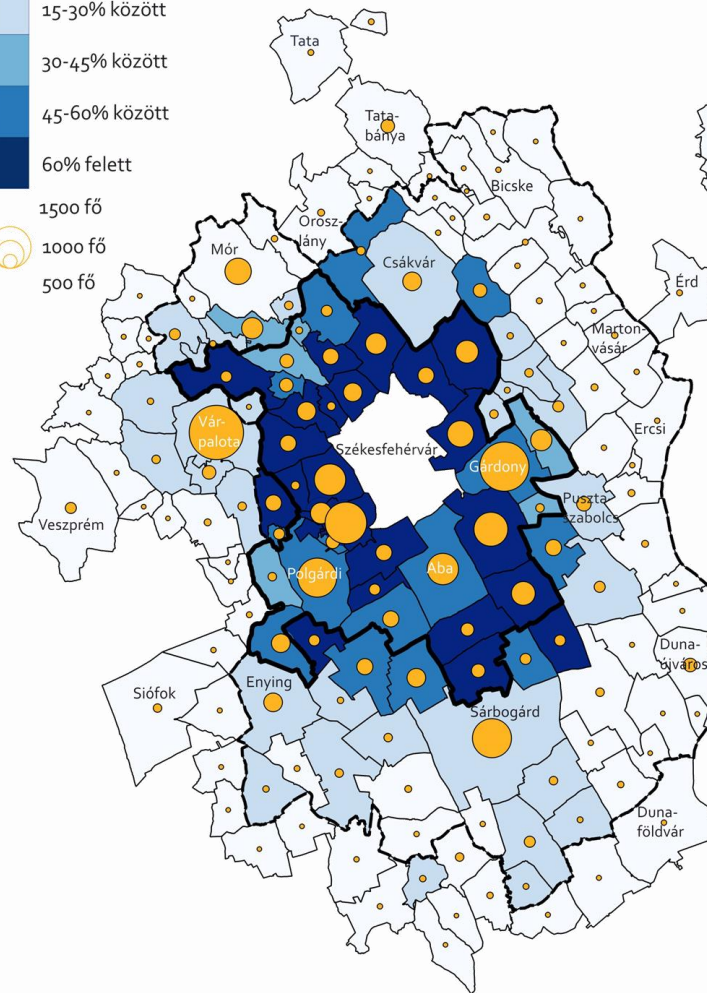 15-30% között
30-45% között
45-60% között
60% felett
1500 fő
1000 fő
500 fő
Tata
Tata-
bánya
Bicske
Orosz-
lány
Mór
Csákvár
Érd
Marton-
vásár
Ercsi
Vár-
palota
Székesfehérvár
Gárdony
Puszta
szabolcs
Veszprém
Polgárdi
Aba
Duna-
újváros
Enying
Siófok
Sárbogárd
Duna-
földvár